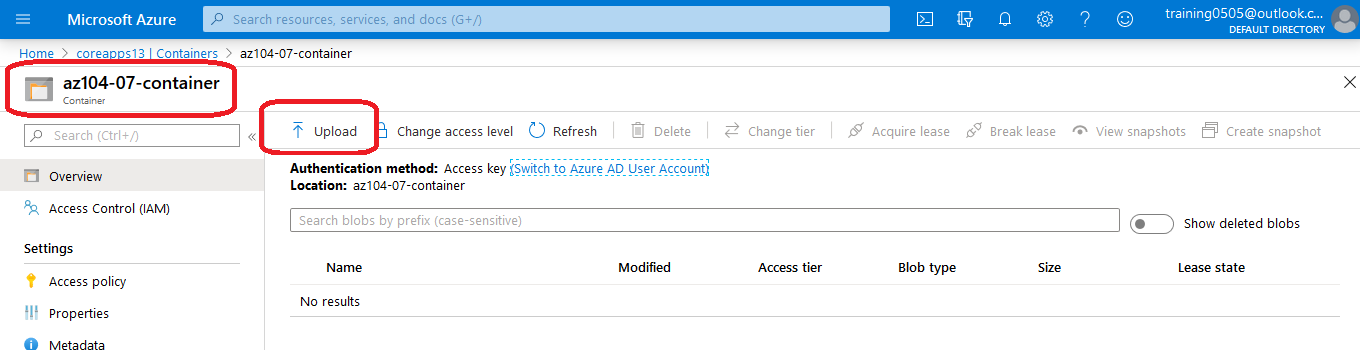 Microsoft Azure
Search resources, services, and docs (G+/)
training0505@outlook.c...
DEFAULT DIRECTORY
Home > coreapps13 | Containers > az104-07-container
az104-07-container
Container
Search (Ctrl+/)
«
Upload
Change access level
Refresh
Delete
Change tier
Acquire lease
Break lease
View snapshots
Create snapshot
Overview
Access Control (IAM)
Settings
Access policy
Properties
Metadata
Authentication method: Access key (Switch to Azure AD User Account)
Location: az104-07-container
Search blobs by prefix (case-sensitive)
Show deleted blobs
Name Modified Access tier Blob type Size Lease state
No results